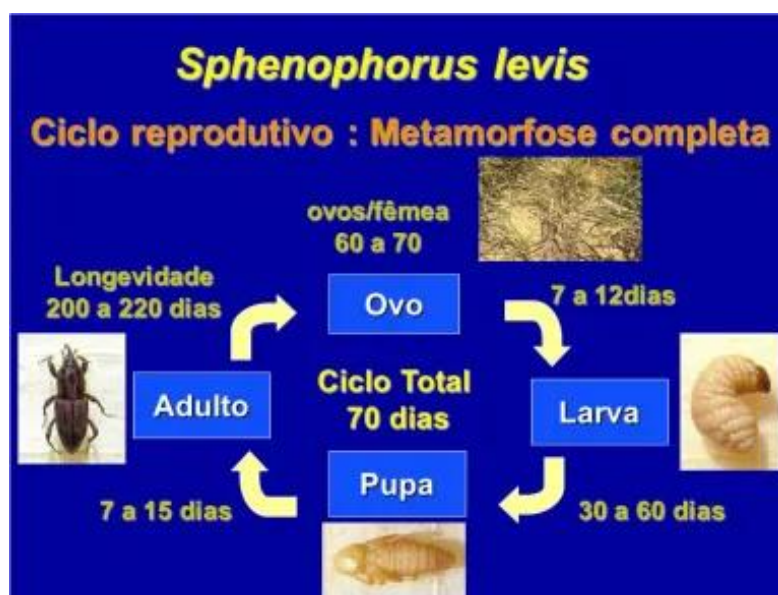 Sphenophorus levis
Ciclo reprodutivo : Metamorfose completa
ovos/fêmea
60 a 70
Longevidade
200 a 220 dias
Ovo
7 a 12dias
Adulto
Ciclo Total
70 dias
Larva
Pupa
7 a 15 dias
30 a 60 dias